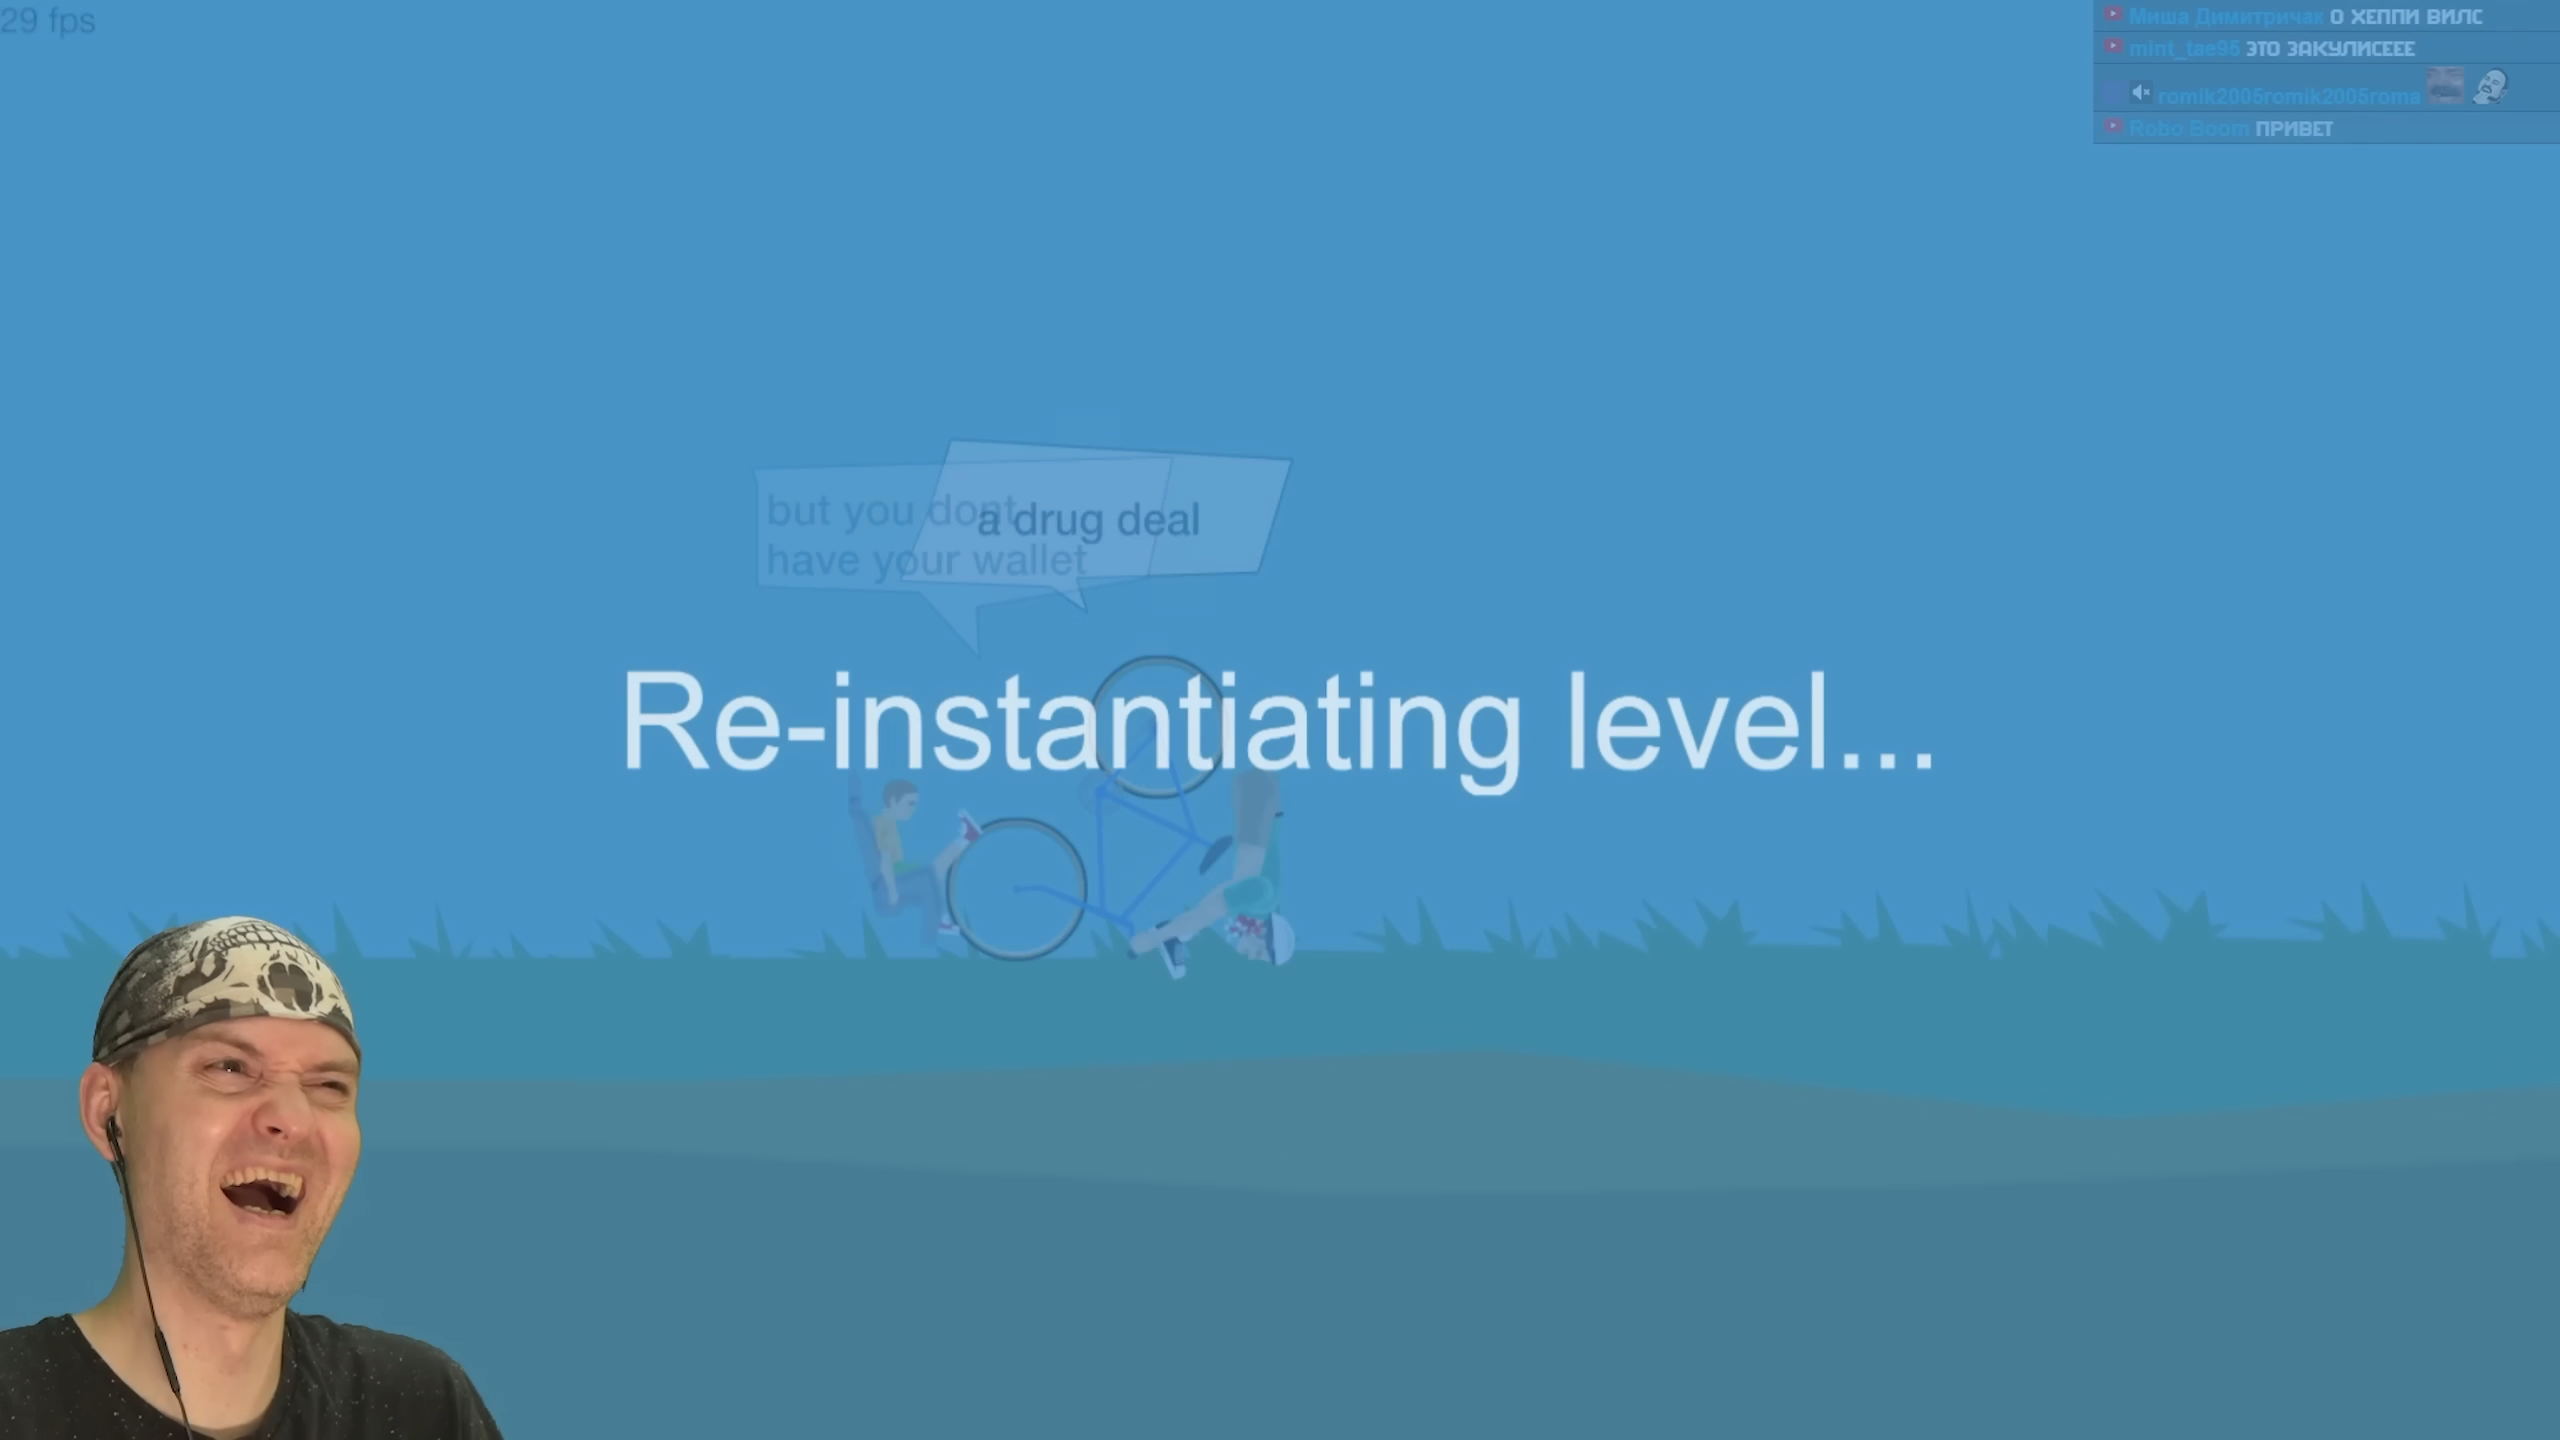 29 fps
Миша Димитричак О ХЕППИ ВИЛС
mint_tae95 ЭТО ЗАКУЛИСЕЕЕ
romik2005romik2005roma
Robo Boom ПРИВЕТ
but you dont
have your wallet
a drug deal
Re-instantiating level...